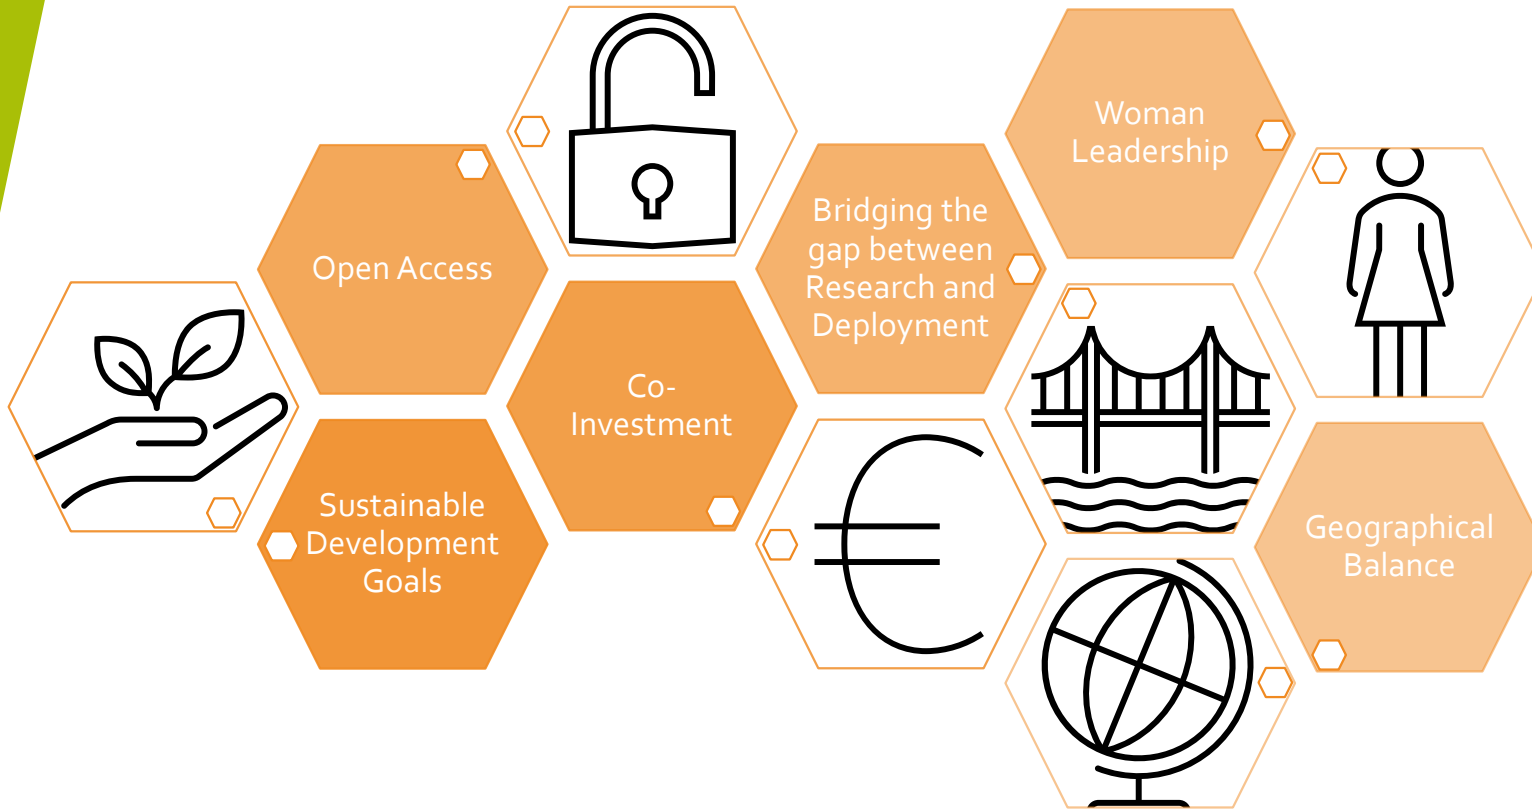 Open Access
Sustainable
Development
Goals
Co-
Investment
Bridging the
gap between
Research and
Deployment
Woman
Leadership
Geographical
Balance